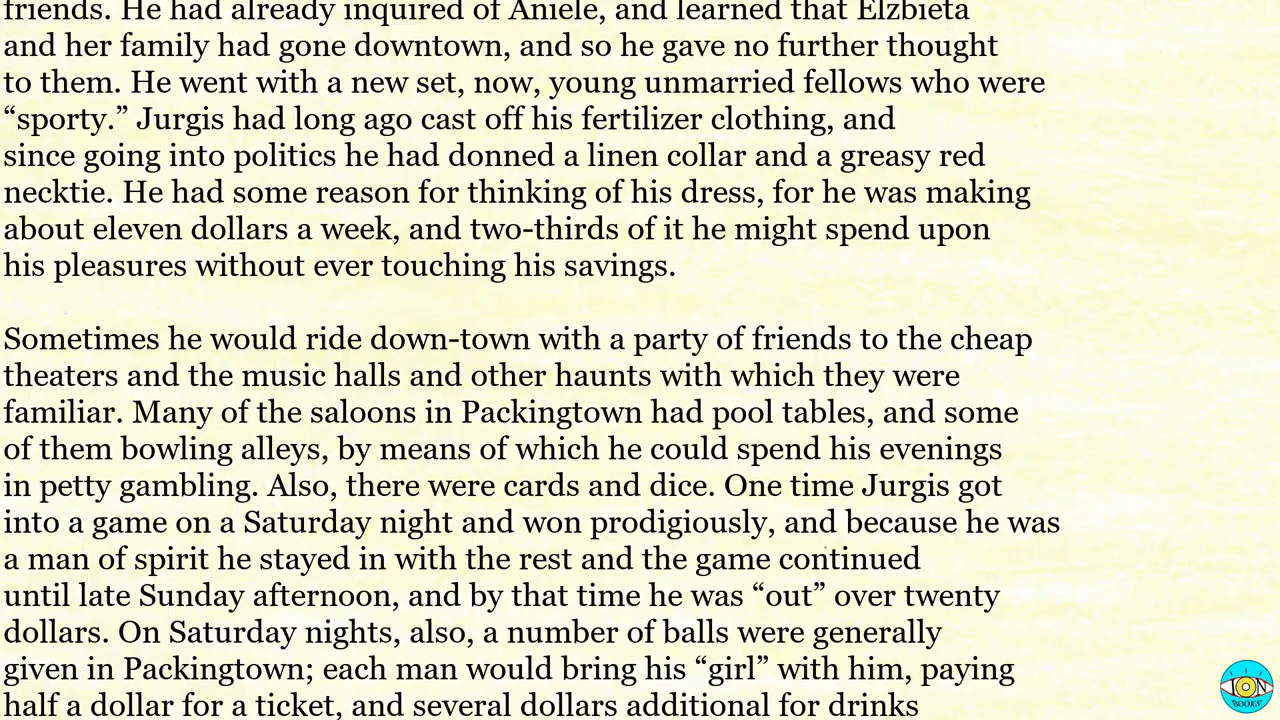 friends. He had already inquired of Aniele, and learned that Elzbieta
and her family had gone downtown, and so he gave no further thought
to them. He went with a new set, now, young unmarried fellows who were
“sporty.” Jurgis had long ago cast off his fertilizer clothing, and
since going into politics he had donned a linen collar and a greasy red
necktie. He had some reason for thinking of his dress, for he was making
about eleven dollars a week, and two-thirds of it he might spend upon
his pleasures without ever touching his savings.
Sometimes he would ride down-town with a party of friends to the cheap
theaters and the music halls and other haunts with which they were
familiar. Many of the saloons in Packingtown had pool tables, and some
of them bowling alleys, by means of which he could spend his evenings
in petty gambling. Also, there were cards and dice. One time Jurgis got
into a game on a Saturday night and won prodigiously, and because he was
a man of spirit he stayed in with the rest and the game continued
until late Sunday afternoon, and by that time he was “out” over twenty
dollars. On Saturday nights, also, a number of balls were generally
given in Packingtown; each man would bring his “girl” with him, paying
half a dollar for a ticket, and several dollars additional for drinks
ION
BOOKS